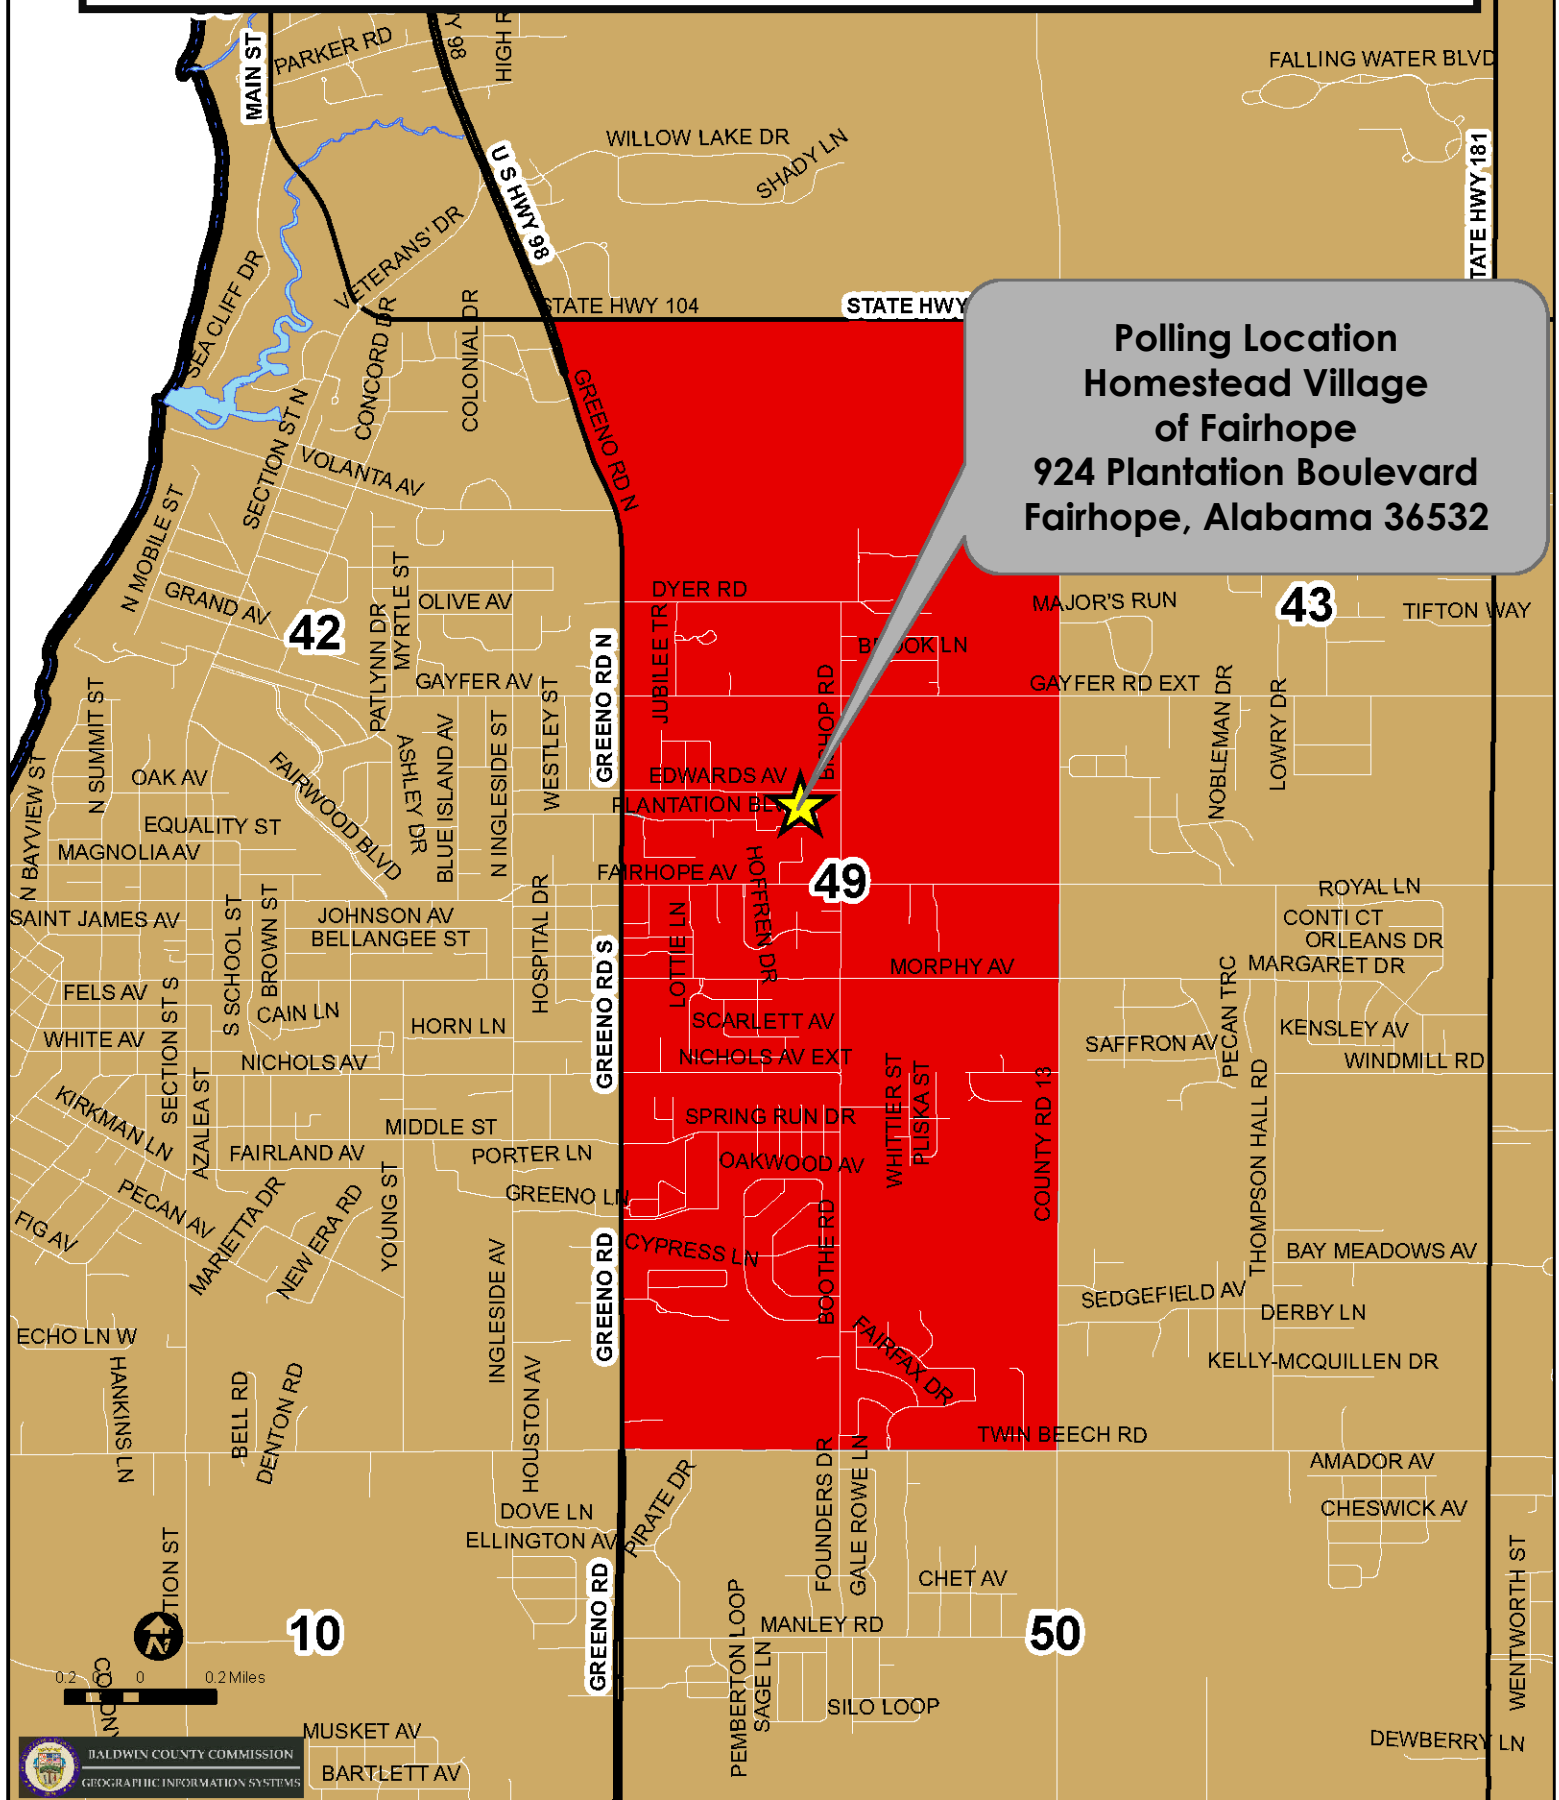 MAIN ST
PARKER RD
Y 98
FALLING WATER BLVD
WILLOW LAKE DR
SHADY LN
U S HWY 98
VETERANS' DR
SEA CLIFF DR
STATE HWY 104
STATE HWY
CONCORD DR
COLONIAL DR
GREENO RD N
Polling Location
Homestead Village
of Fairhope
924 Plantation Boulevard
Fairhope, Alabama 36532
SECTION ST N
VOLANTA AV
N MOBILE ST
GRAND AV
42
PATLYNN DR
MYRTLE ST
OLIVE AV
DYER RD
JUBILEE TR
MAJOR'S RUN
43
TIFTON WAY
GREENO RD N
GAYFER AV
GAYFER RD EXT
N SUMMIT ST
WESTLEY ST
NOBLEMAN DR
LOWRY DR
N BAYVIEW ST
OAK AV
FAIRWOOD BLVD
ASHLEY DR
BLUE ISLAND AV
N INGLESIDE ST
EDWARDS AV
EQUALITY ST
MAGNOLIA AV
FAIRHOPE AV
HOFFREN DR
49
ROYAL LN
SAINT JAMES AV
S SCHOOL ST
BROWN ST
JOHNSON AV
BELLANGEE ST
HOSPITAL DR
GREENO RD S
LOTTIE LN
CONTI CT
ORLEANS DR
MORPHY AV
MARGARET DR
PECAN TRC
FELS AV
SECTION ST S
CAIN LN
HORN LN
SCARLETT AV
KENSLEY AV
WHITE AV
NICHOLS AV
NICHOLS AV EXT
SAFFRON AV
WINDMILL RD
KIRKMAN LN
AZALEA ST
MIDDLE ST
SPRING RUN DR
WHITTIER ST
PLISKA ST
COUNTY RD 13
THOMPSON HALL RD
FAIRLAND AV
PORTER LN
OAKWOOD AV
PECAN AV
MARIETTA DR
NEW ERA RD
YOUNG ST
GREENO LN
FIG AV
INGLESIDE AV
GREENO RD
CYPRESS LN
BOOTHE RD
BAY MEADOWS AV
SEDGEFIELD AV
DERBY LN
ECHO LN W
FAIRFAX DR
KELLY-MCQUILLEN DR
HANKINS LN
BELL RD
DENTON RD
HOUSTON AV
TWIN BEECH RD
PIRATE DR
FOUNDERS DR
GALE ROWE LN
AMADOR AV
DOVE LN
CHESWICK AV
ELLINGTON AV
CHET AV
WENTWORTH ST
10
GREENO RD
PEMBERTON LOOP
SAGE LN
MANLEY RD
50
N
0.2
0
0.2 Miles
SILO LOOP
MUSKET AV
DEWBERRY LN
BARTLETT AV
BALDWIN COUNTY COMMISSION
GEOGRAPHIC INFORMATION SYSTEMS